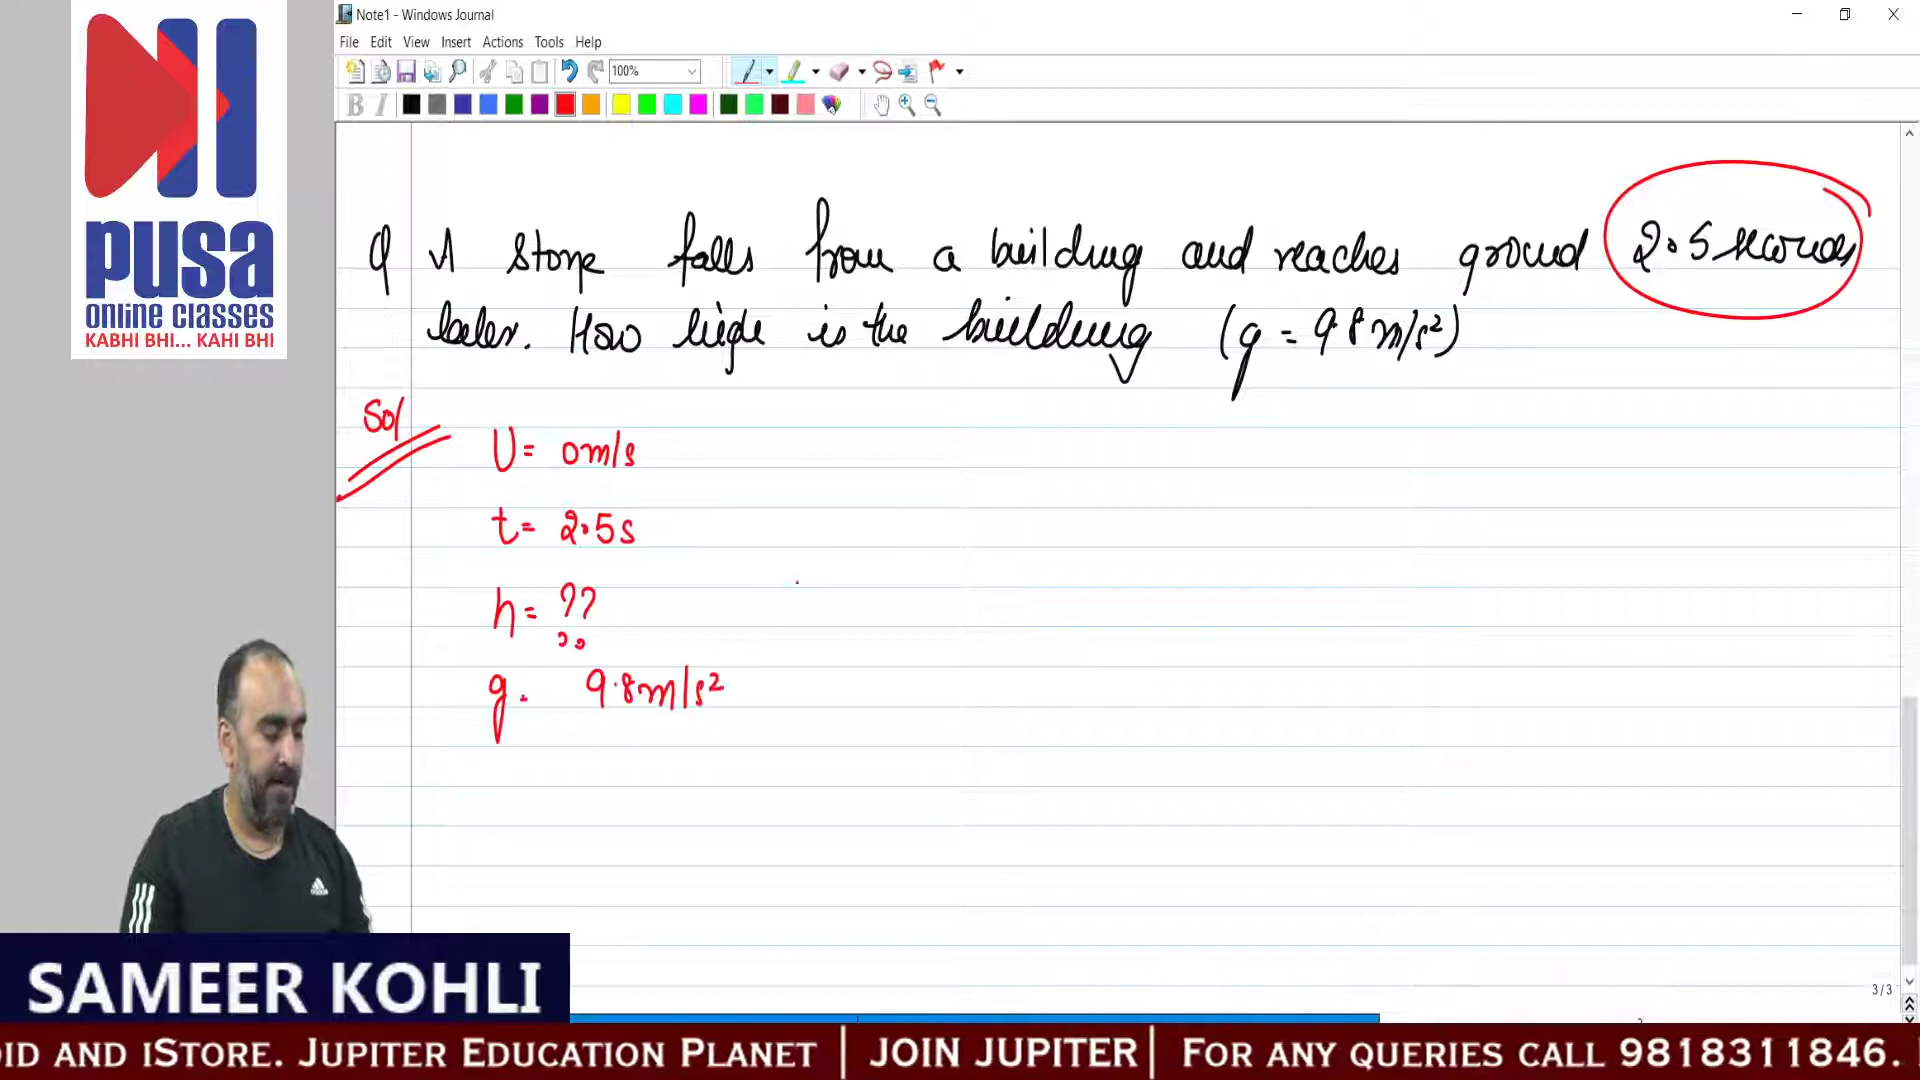 Note1 - Windows Journal
File Edit View Insert Actions Tools Help
100%
B I
PUSA
ONLINE CLASSES
KABHI BHI... KAHI BHI
Q A stone falls from a building and reaches ground 2.5 seconds
later. How high is the building (g = 9.8 m/s²)
Sol
U = 0m/s
t = 2.5s
h = ??
g. 9.8m/s²
3 / 3
SAMEER KOHLI
OID AND iSTORE. JUPITER EDUCATION PLANET | JOIN JUPITER | FOR ANY QUERIES CALL 9818311846.